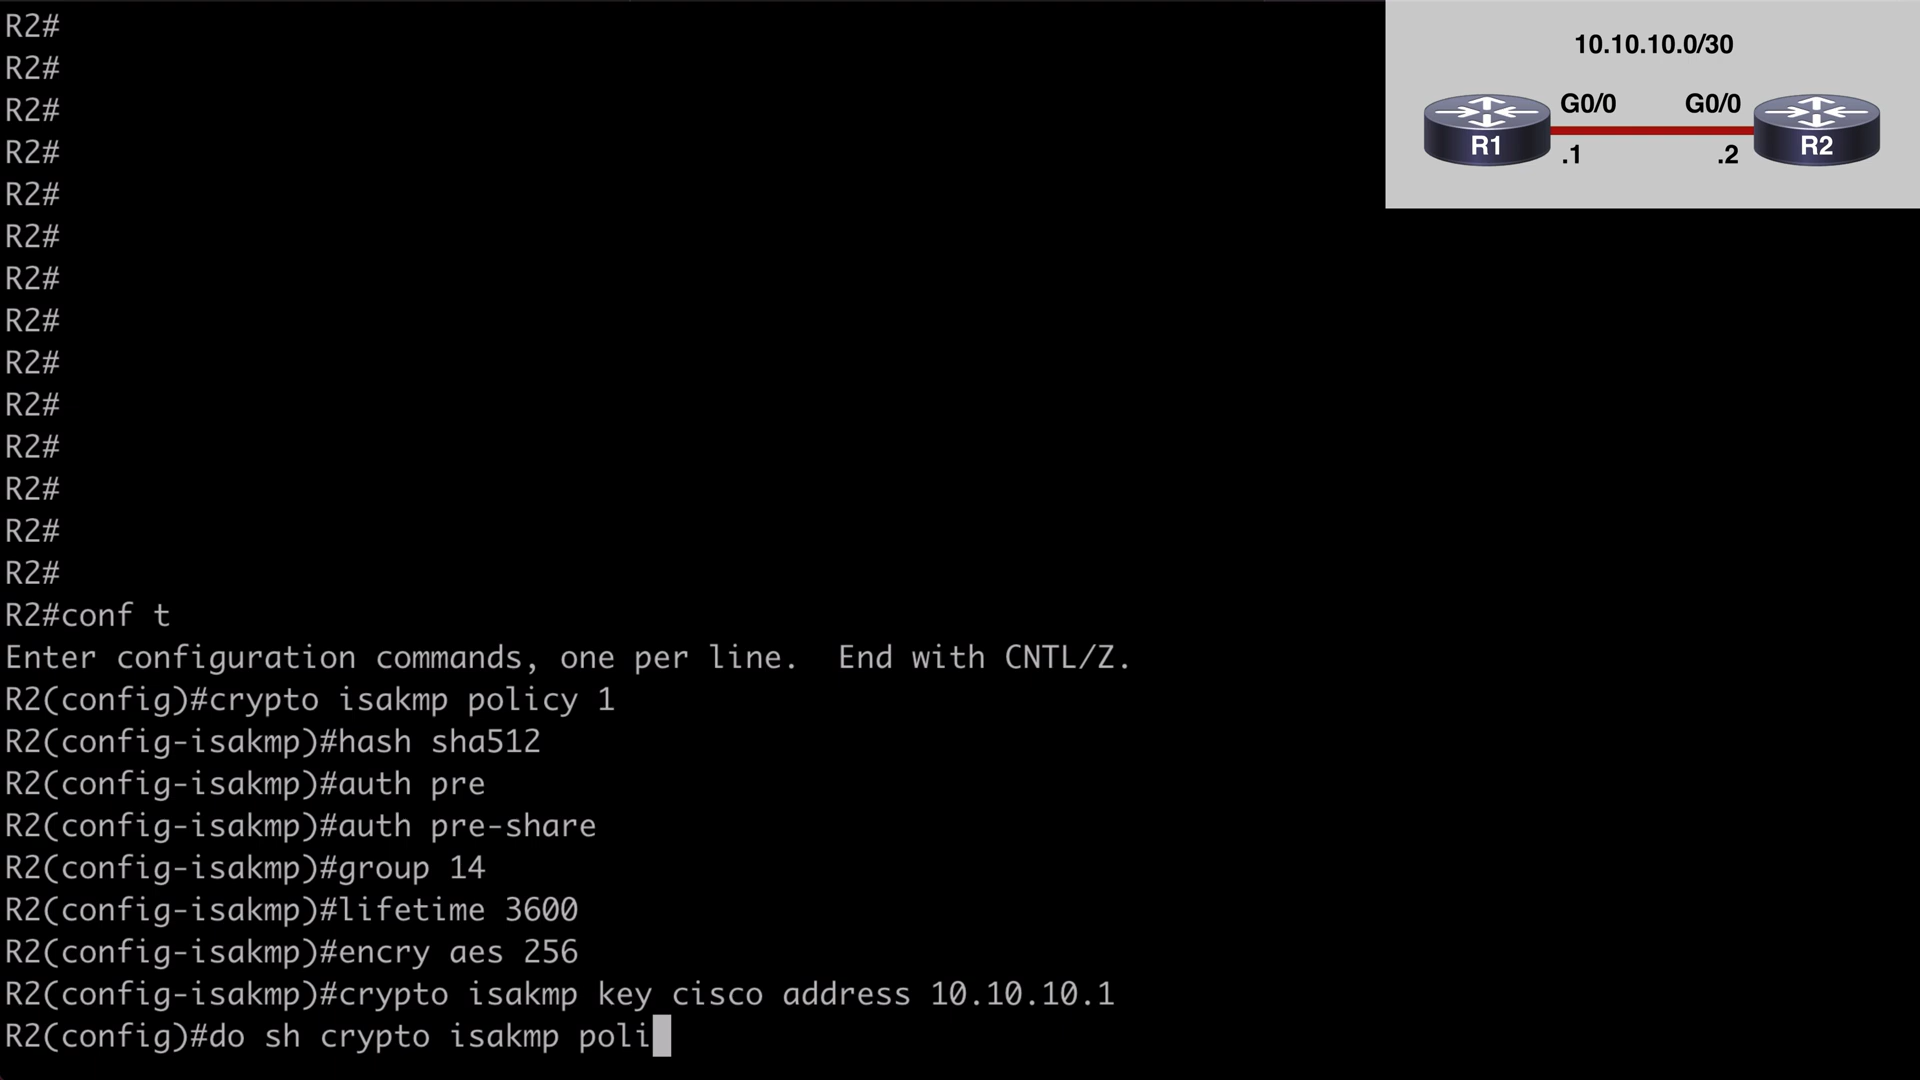 R2#
R2#
R2#
R2#
R2#
R2#
R2#
R2#
R2#
R2#
R2#
R2#
R2#
R2#
R2#conf t
Enter configuration commands, one per line.  End with CNTL/Z.
R2(config)#crypto isakmp policy 1
R2(config-isakmp)#hash sha512
R2(config-isakmp)#auth pre
R2(config-isakmp)#auth pre-share
R2(config-isakmp)#group 14
R2(config-isakmp)#lifetime 3600
R2(config-isakmp)#encry aes 256
R2(config-isakmp)#crypto isakmp key cisco address 10.10.10.1
R2(config)#do sh crypto isakmp poli
10.10.10.0/30
G0/0 G0/0
R1 R2
.1 .2